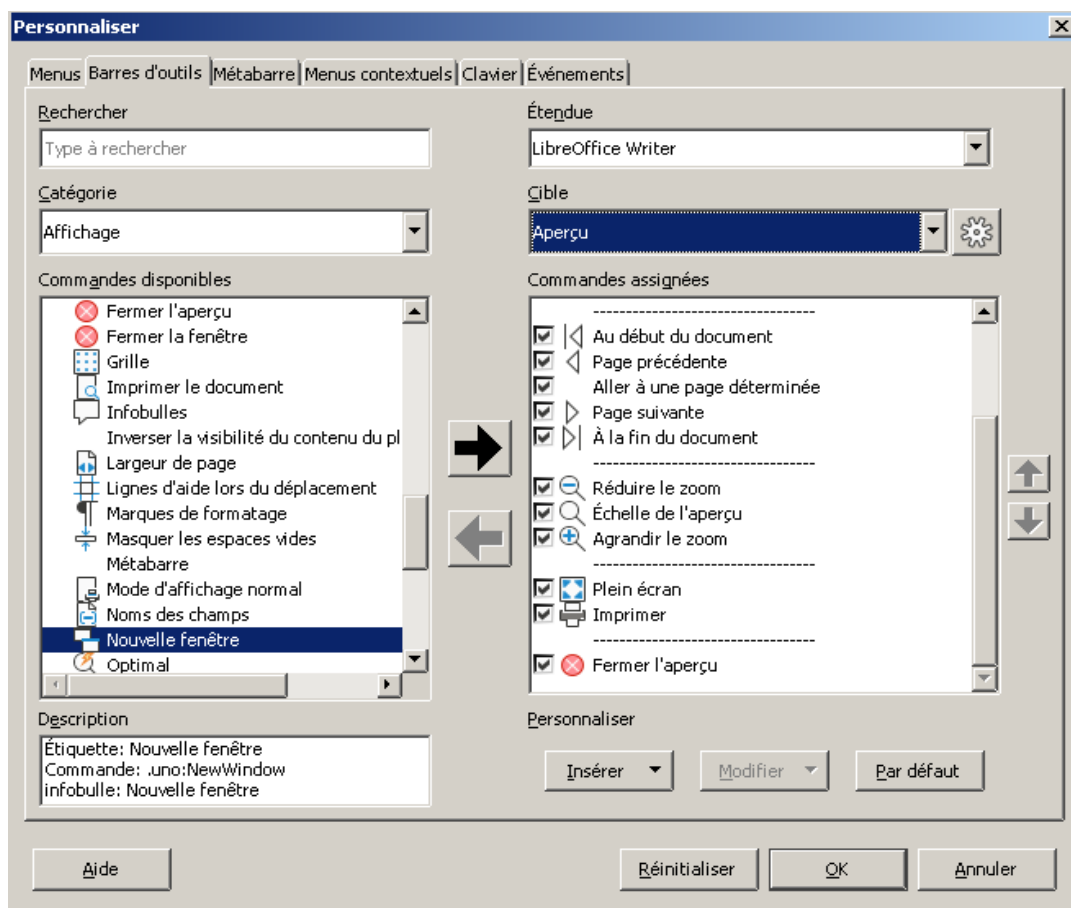 Personnaliser
Menus Barres d'outils Métabarre Menus contextuels Clavier Événements
Rechercher
Type à rechercher
Catégorie
Affichage
Commandes disponibles
Fermer l'aperçu
Fermer la fenêtre
Grille
Imprimer le document
Infobulles
Inverser la visibilité du contenu du pl
Largeur de page
Lignes d'aide lors du déplacement
Marques de formatage
Masquer les espaces vides
Métabarre
Mode d'affichage normal
Noms des champs
Nouvelle fenêtre
Optimal
Description
Étiquette: Nouvelle fenêtre
Commande: .uno:NewWindow
infobulle: Nouvelle fenêtre
Étendue
LibreOffice Writer
Cible
Aperçu
Commandes assignées
--------------------------------
Au début du document
Page précédente
Aller à une page déterminée
Page suivante
À la fin du document
--------------------------------
Réduire le zoom
Échelle de l'aperçu
Agrandir le zoom
--------------------------------
Plein écran
Imprimer
--------------------------------
Fermer l'aperçu
Personnaliser
Insérer Modifier Par défaut
Aide Réinitialiser OK Annuler